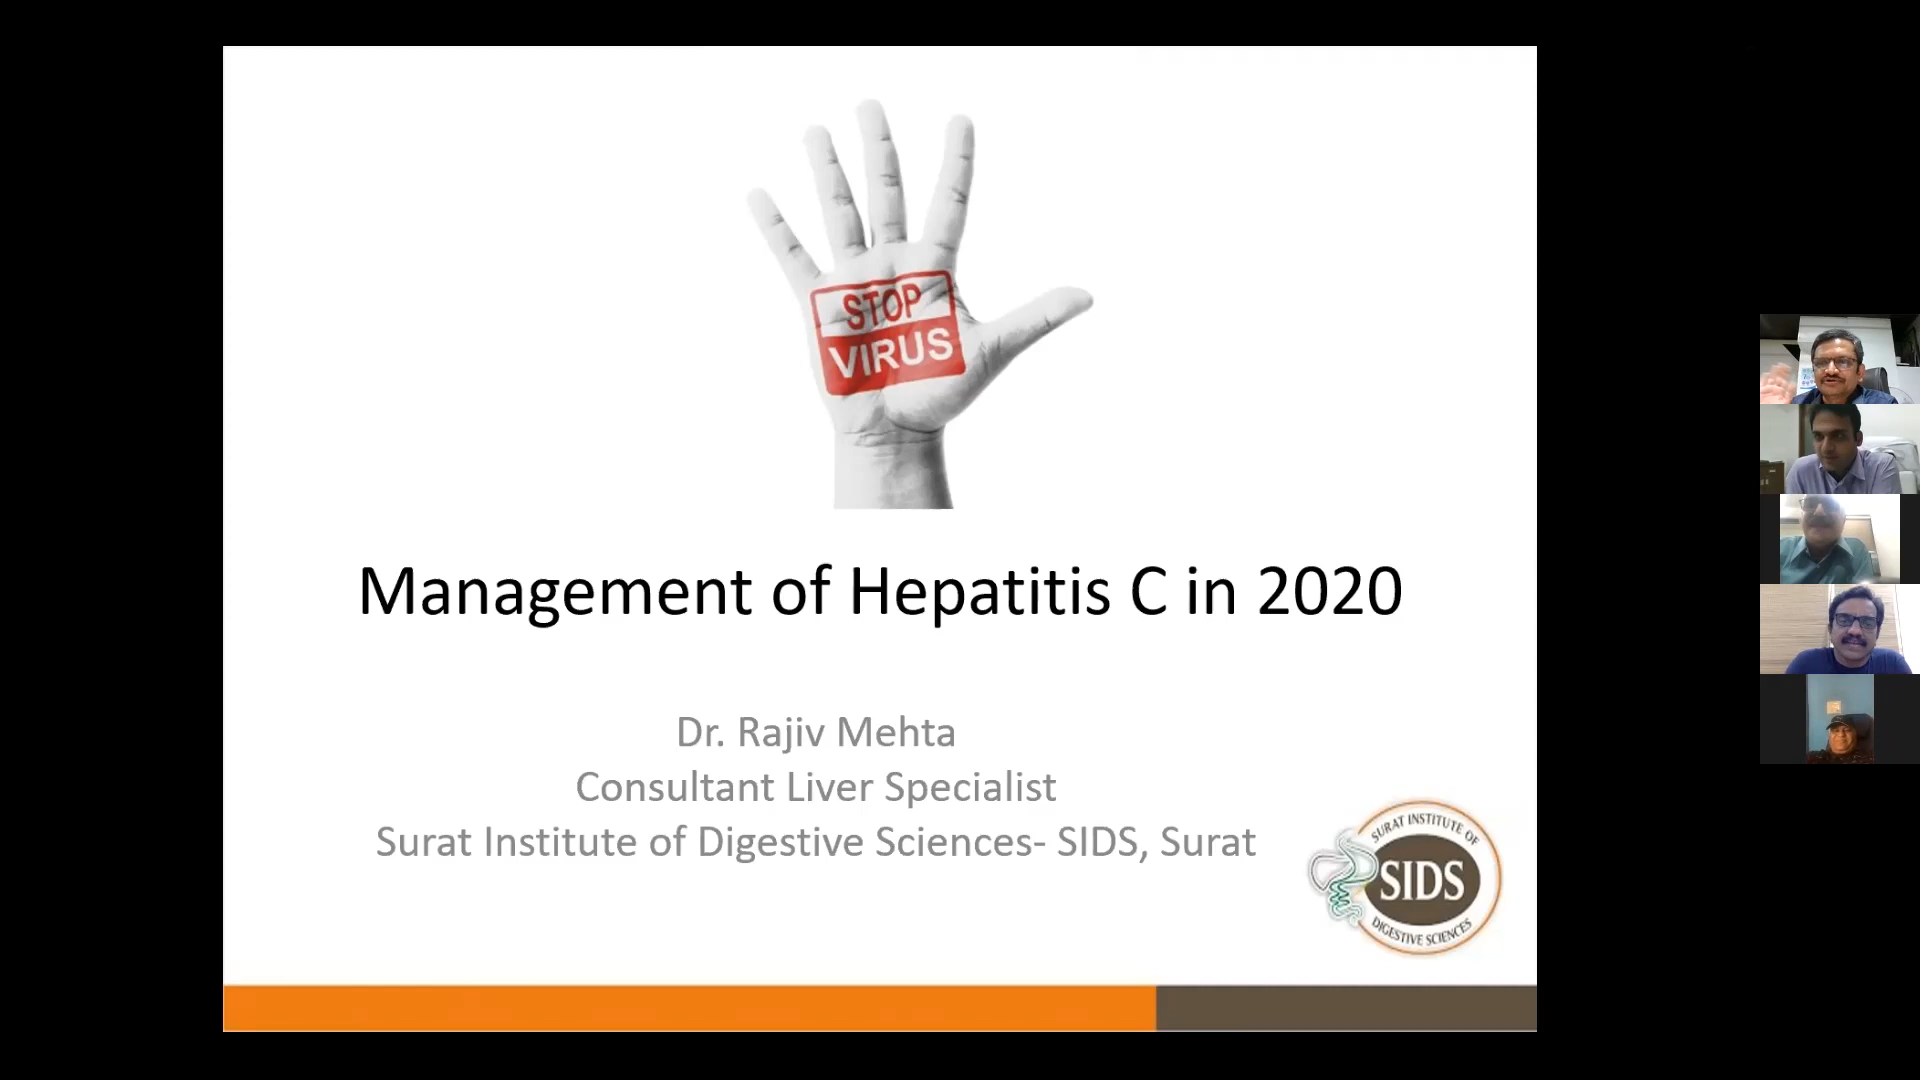 STOP
VIRUS
Management of Hepatitis C in 2020
Dr. Rajiv Mehta
Consultant Liver Specialist
Surat Institute of Digestive Sciences- SIDS, Surat
SURAT INSTITUTE OF
SIDS
DIGESTIVE SCIENCES